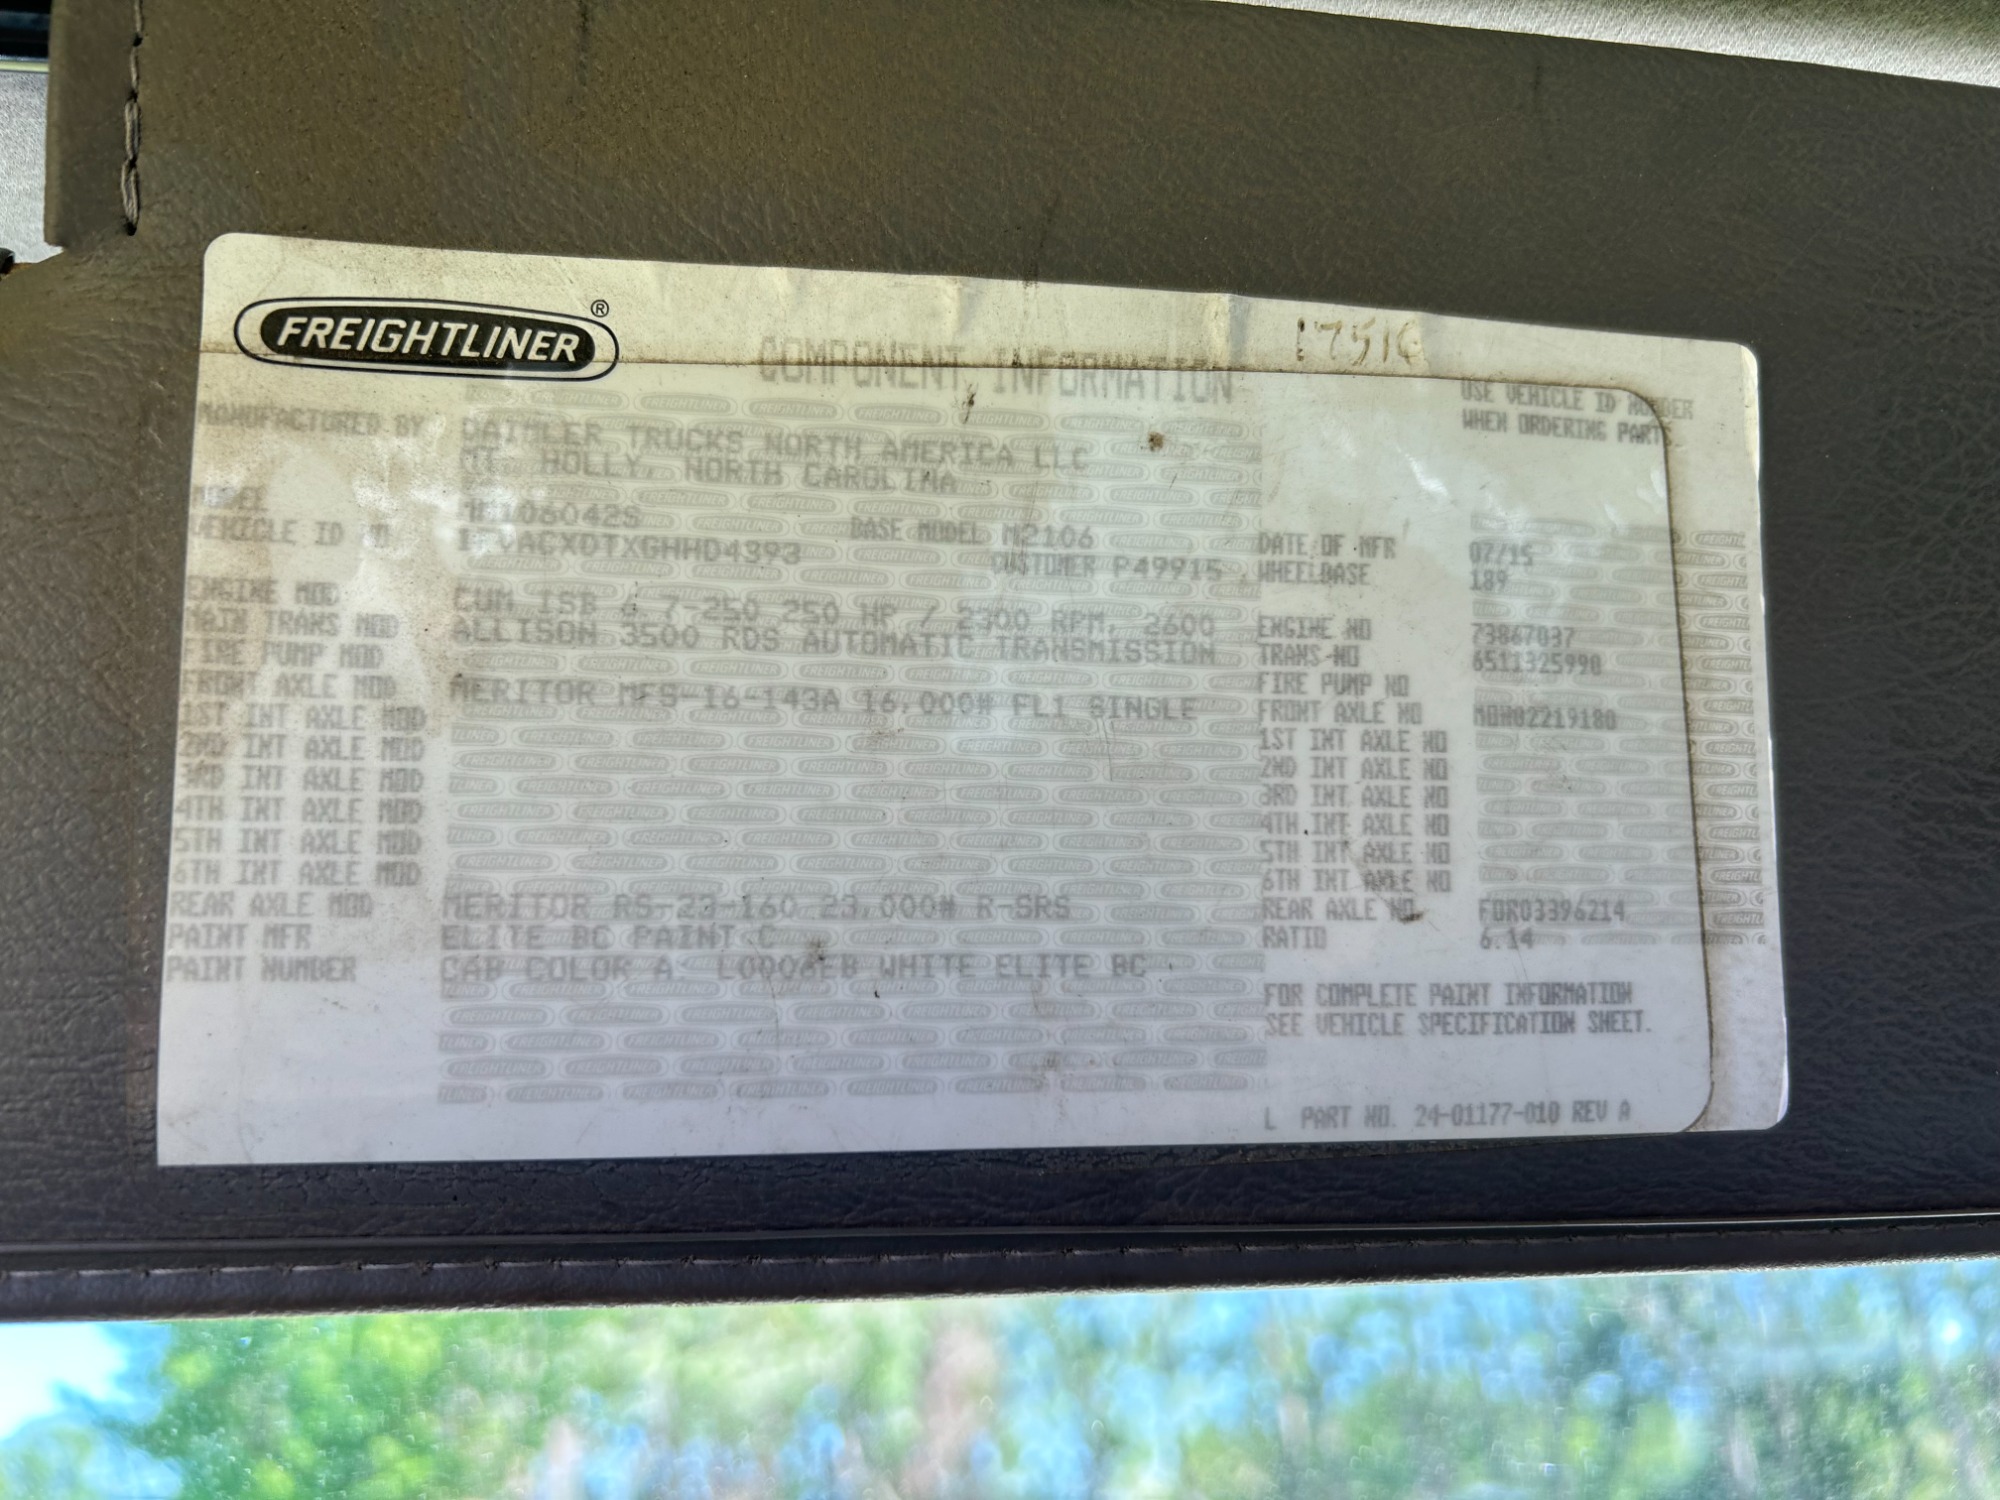 FREIGHTLINER®
COMPONENT INFORMATION
USE VEHICLE ID NUMBER
WHEN ORDERING PARTS
MANUFACTURED BY DAIMLER TRUCKS NORTH AMERICA LLC
MT. HOLLY, NORTH CAROLINA
MODEL MM106042S BASE MODEL M2106
VEHICLE ID NO 1FVACXDTXGHHD4393 CUSTOMER P49915
DATE OF MFR 07/15
WHEELBASE 189
ENGINE MOD CUM ISB 6.7-250 250 HP / 2300 RPM, 2600
MAIN TRANS MOD ALLISON 3500 RDS AUTOMATIC TRANSMISSION
FIRE PUMP MOD
FRONT AXLE MOD MERITOR MFS-16-143A 16,000# FL1 SINGLE
1ST INT AXLE MOD
2ND INT AXLE MOD
3RD INT AXLE MOD
4TH INT AXLE MOD
5TH INT AXLE MOD
6TH INT AXLE MOD
REAR AXLE MOD MERITOR RS-23-160 23,000# R-SRS
PAINT MFR ELITE BC PAINT C
PAINT NUMBER CAB COLOR A: L0006EB WHITE ELITE BC
ENGINE NO 73867037
TRANS NO 6511325990
FIRE PUMP NO
FRONT AXLE NO
1ST INT AXLE NO
2ND INT AXLE NO
3RD INT AXLE NO
4TH INT AXLE NO
5TH INT AXLE NO
6TH INT AXLE NO
REAR AXLE NO FDR03396214
RATIO 6.14
FOR COMPLETE PAINT INFORMATION
SEE VEHICLE SPECIFICATION SHEET.
L PART NO. 24-01177-010 REV A